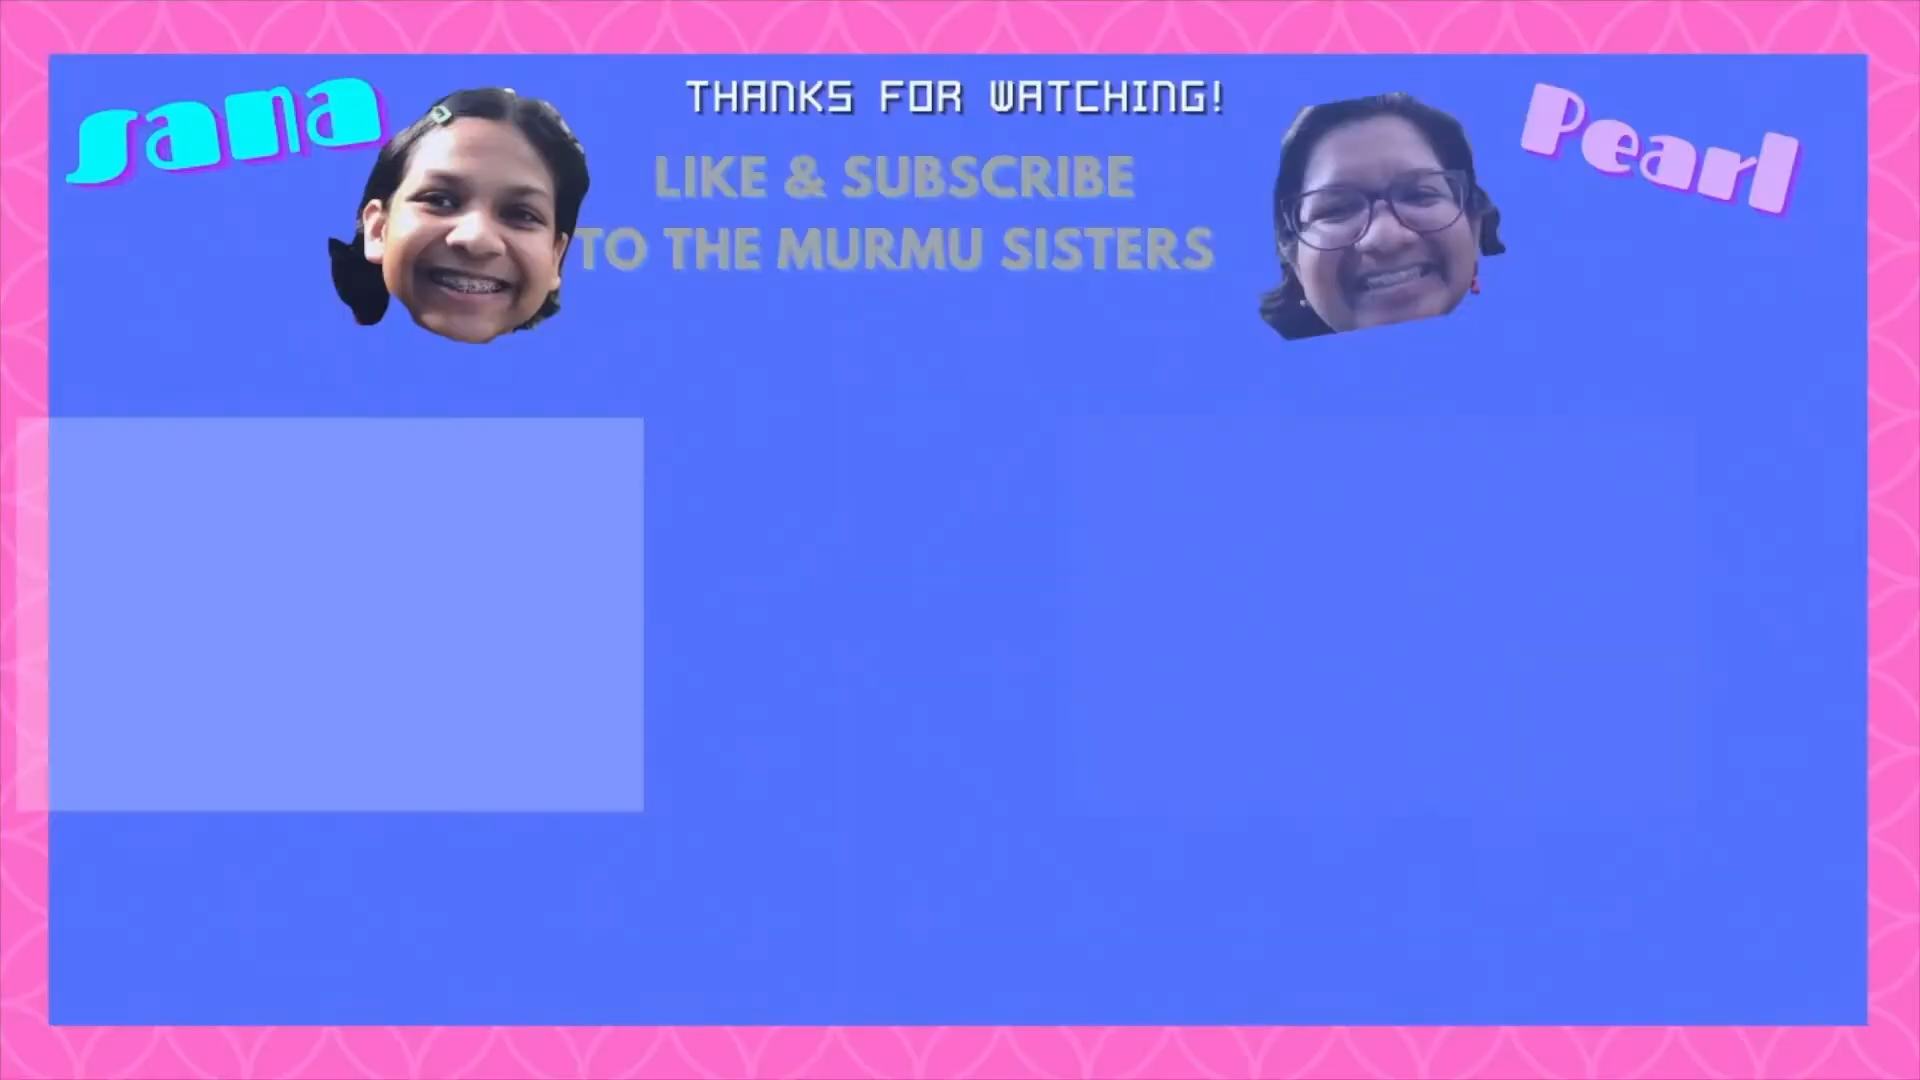 sana
THANKS FOR WATCHING!
Pearl
LIKE & SUBSCRIBE
TO THE MURMU SISTERS